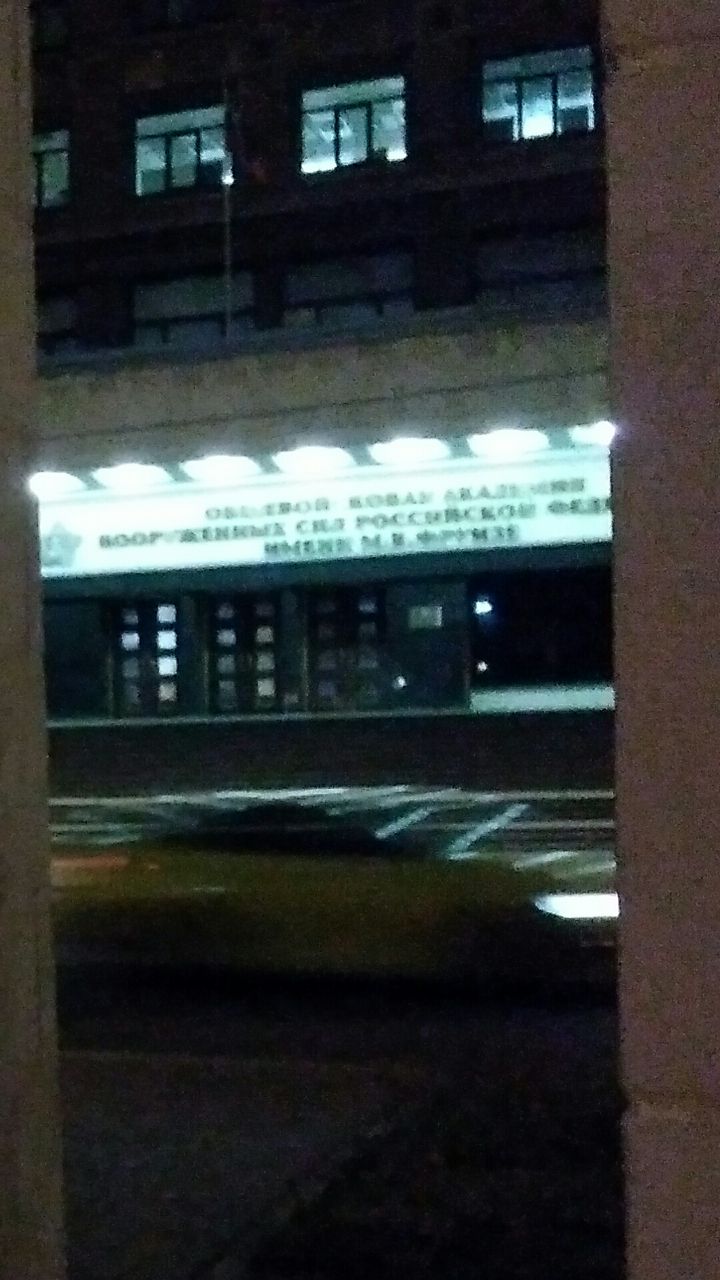 ОБЩЕВОЙСКОВАЯ АКАДЕМИЯ
ВООРУЖЕННЫХ СИЛ РОССИЙСКОЙ
ИМЕНИ М.В.ФРУНЗЕ